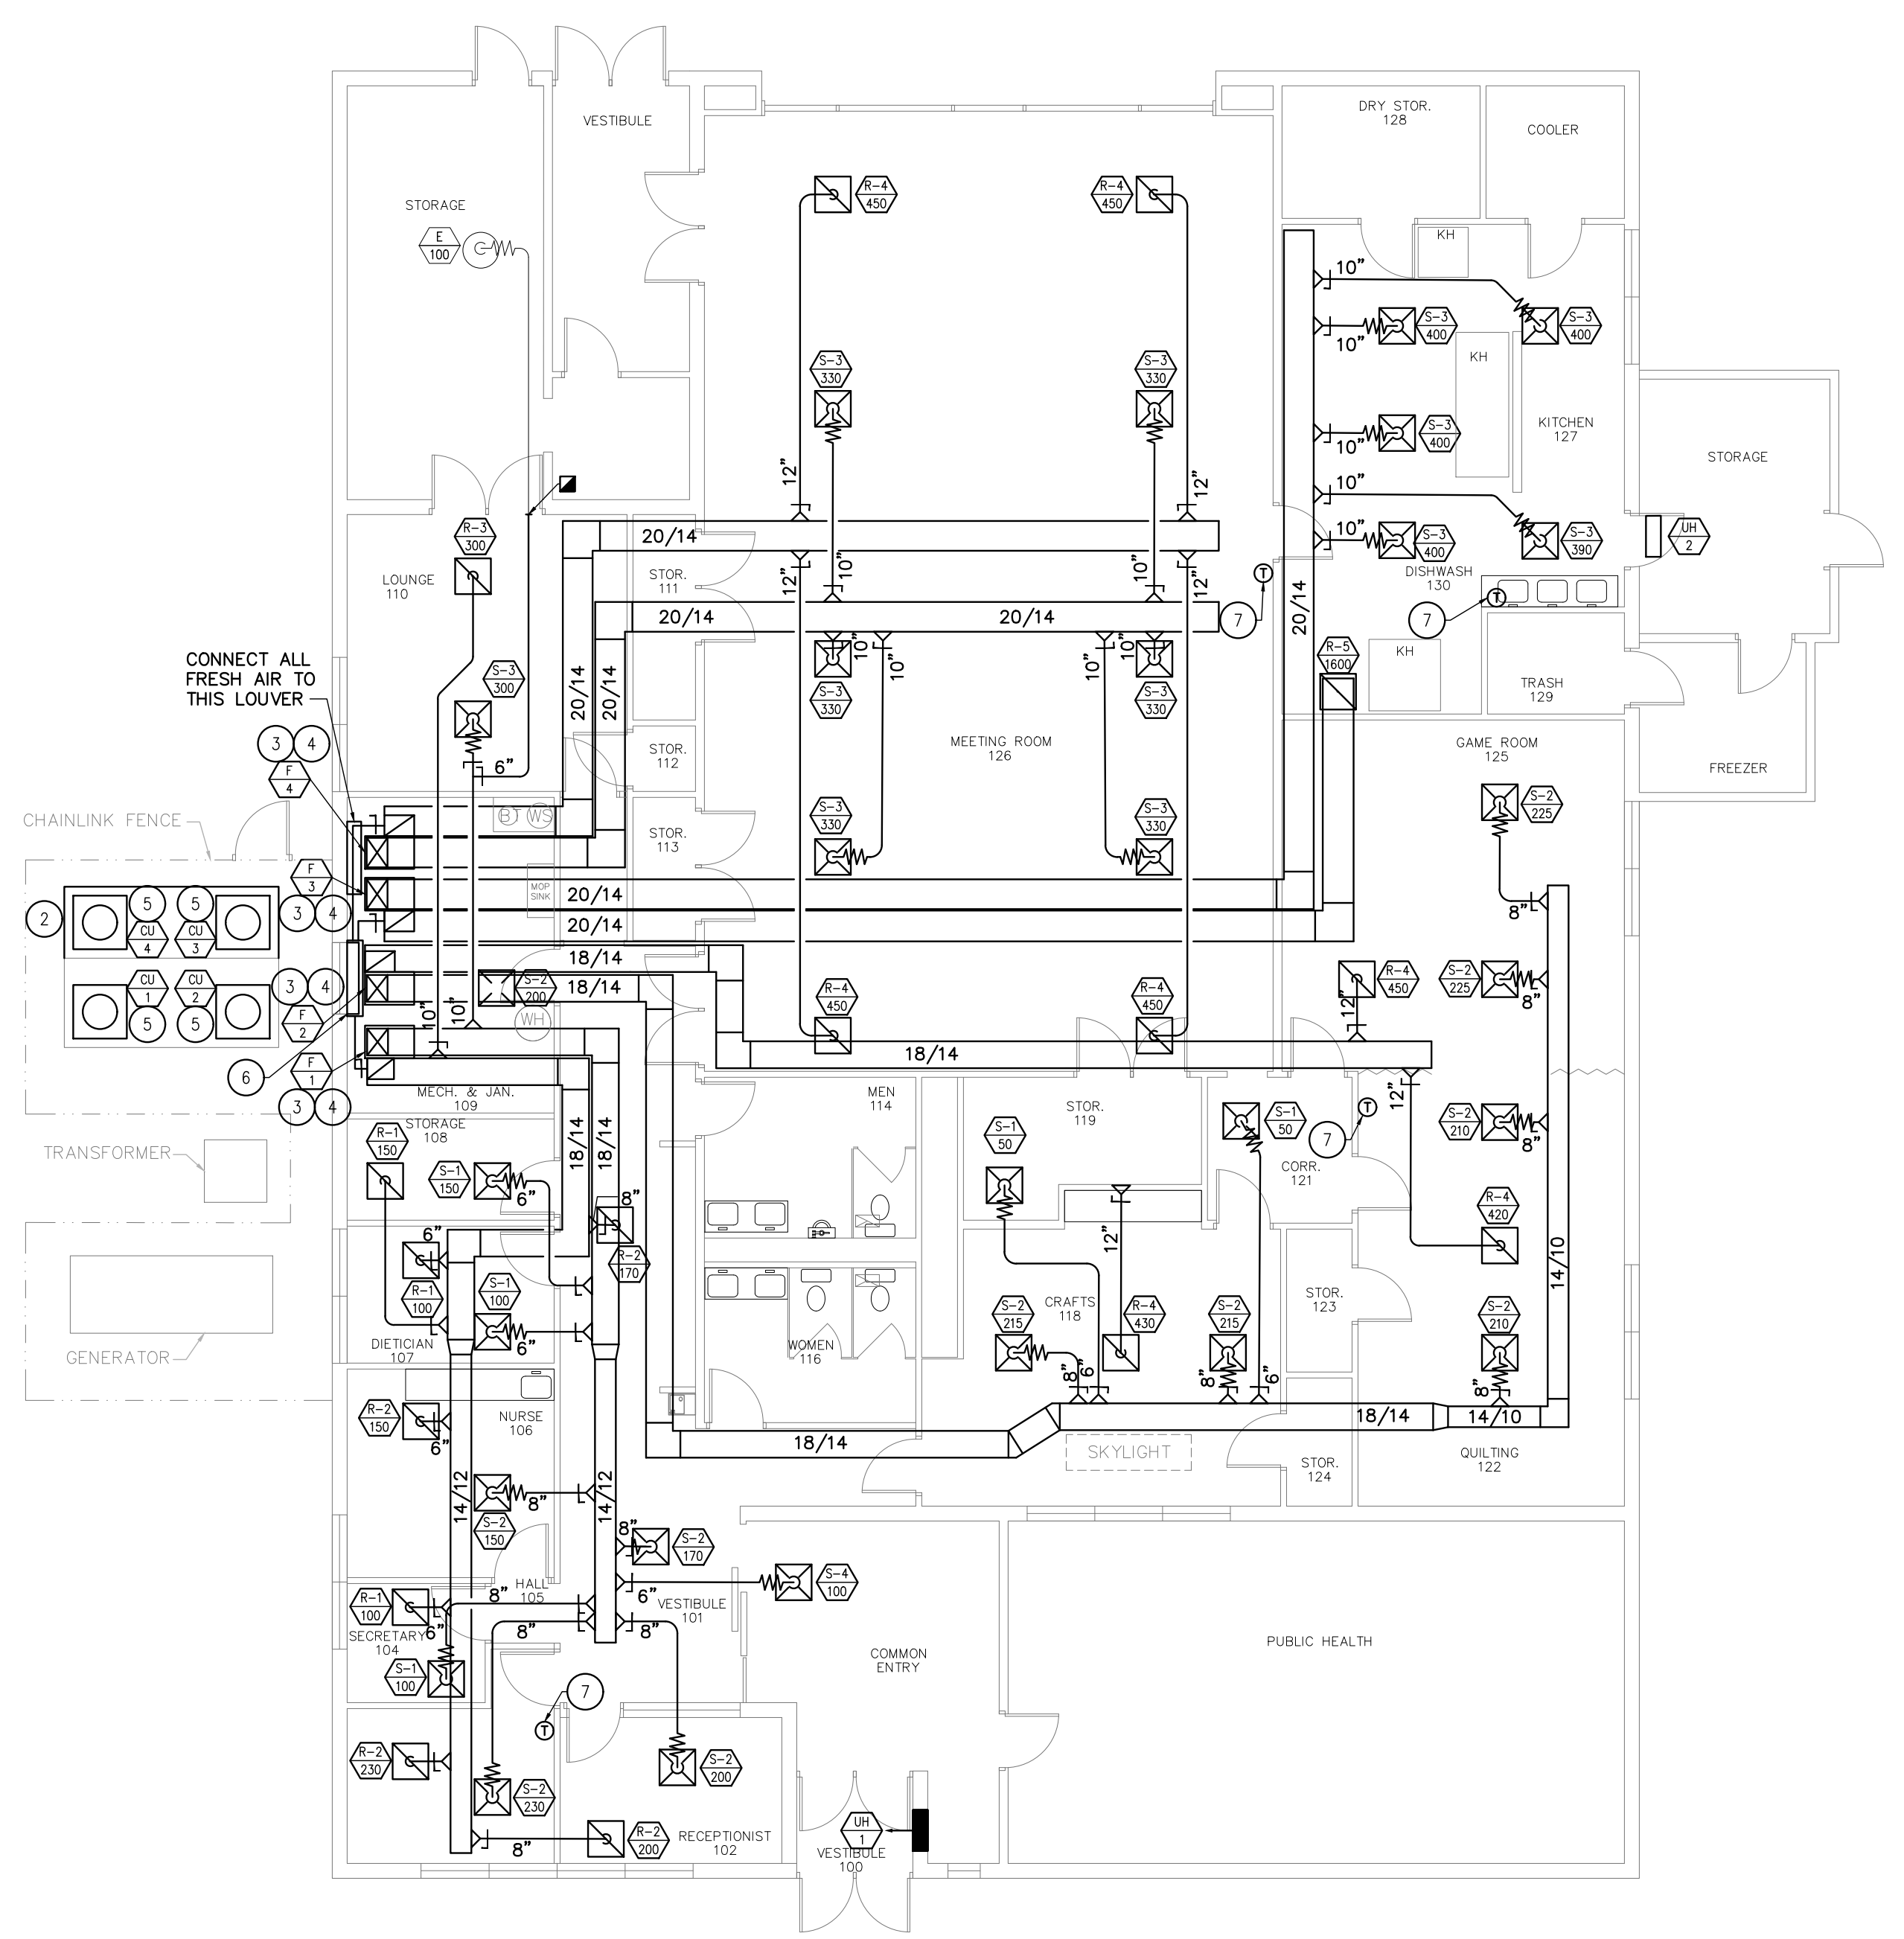 VESTIBULE
DRY STOR.
128
COOLER
STORAGE
E
100
R-4
450
R-4
450
KH
10"
S-3
400
S-3
400
10"
KH
S-3
330
S-3
330
10"
S-3
400
KITCHEN
127
STORAGE
12"
12"
10"
R-3
300
20/14
10"
S-3
400
S-3
390
UH
2
LOUNGE
110
STOR.
111
12"
10"
10"
12"
T
DISHWASH
130
7
T
7
20/14
20/14
20/14
10"
10"
10"
10"
R-5
1600
KH
CONNECT ALL
FRESH AIR TO
THIS LOUVER
S-3
300
20/14
20/14
S-3
330
S-3
330
TRASH
129
3
4
F
4
6"
STOR.
112
MEETING ROOM
126
GAME ROOM
125
FREEZER
CHAINLINK FENCE
BT
WS
STOR.
113
S-3
330
S-3
330
S-2
225
F
3
3
4
MOP
SINK
20/14
20/14
8"
2
5
5
CU
4
CU
3
18/14
CU
1
CU
2
5
5
3
4
F
2
18/14
S-2
200
WH
R-4
450
R-4
450
R-4
450
S-2
225
8"
10"
10"
12"
18/14
6
F
1
3
4
MECH. & JAN.
109
MEN
114
STOR.
119
12"
T
7
S-2
210
8"
STORAGE
108
R-1
150
S-1
150
6"
18/14
18/14
S-1
50
S-1
50
CORR.
121
TRANSFORMER
8"
R-2
170
R-4
420
6"
R-1
100
S-1
100
6"
12"
14/10
CRAFTS
118
STOR.
123
DIETICIAN
107
WOMEN
116
S-2
215
R-4
430
S-2
215
S-2
210
GENERATOR
8"
6"
8"
6"
8"
R-2
150
6"
NURSE
106
18/14
18/14
14/10
SKYLIGHT
STOR.
124
QUILTING
122
14/12
14/12
8"
S-2
150
8"
S-2
170
S-4
100
6"
HALL
105
8"
R-1
100
6"
8"
8"
VESTIBULE
101
SECRETARY
104
S-1
100
COMMON
ENTRY
PUBLIC HEALTH
7
T
R-2
230
S-2
230
S-2
200
8"
R-2
200
RECEPTIONIST
102
UH
1
VESTIBULE
100